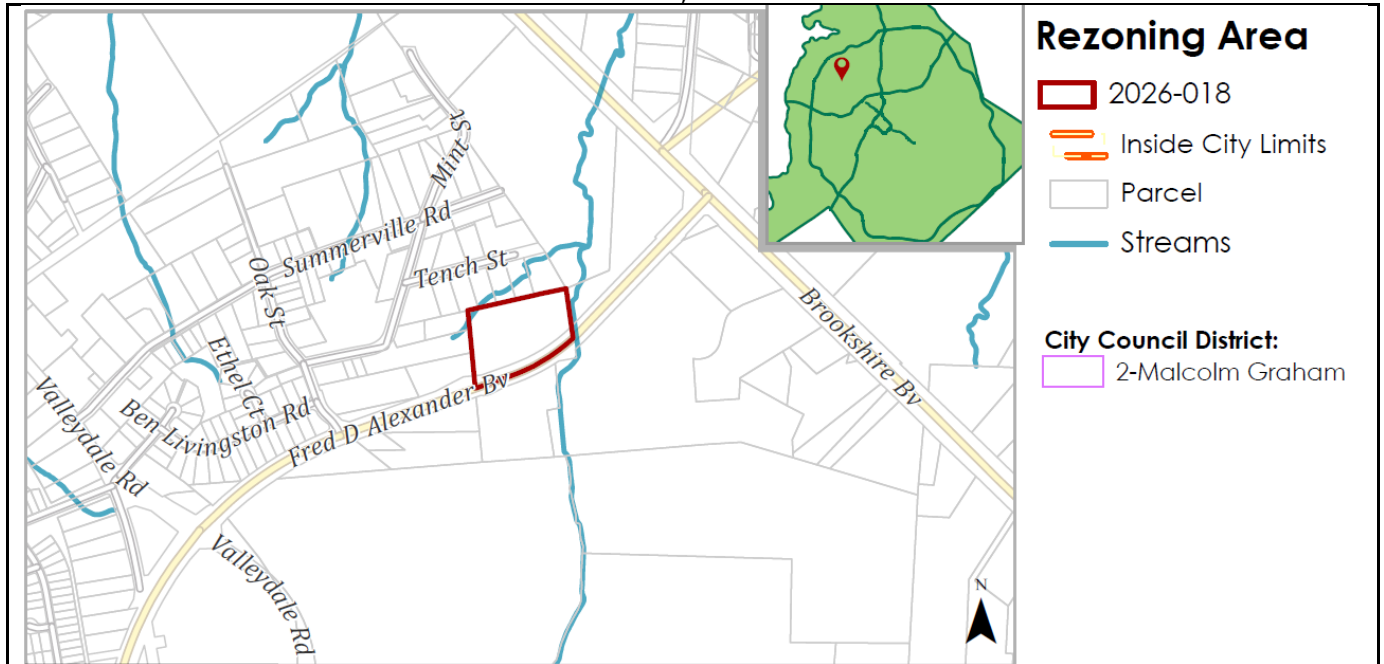 Rezoning Area
2026-018
Inside City Limits
Parcel
Streams
City Council District:
2-Malcolm Graham
Mint St
Summerville Rd
Tench St
Oak St
Ethel Ct
Ben Livingston Rd
Valleydale Rd
Fred D Alexander Bv
Brookshire Bv
Valleydale Rd
N